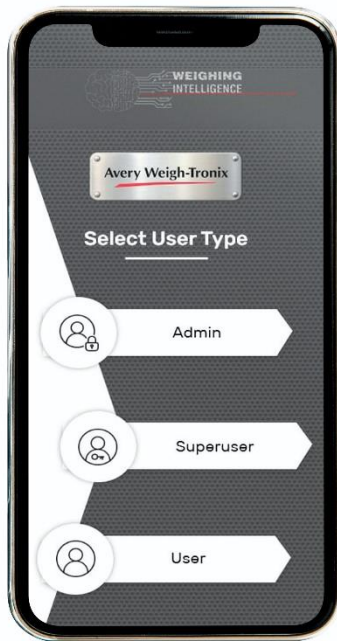 WEIGHING
INTELLIGENCE
Avery Weigh-Tronix
Select User Type
Admin
Superuser
User